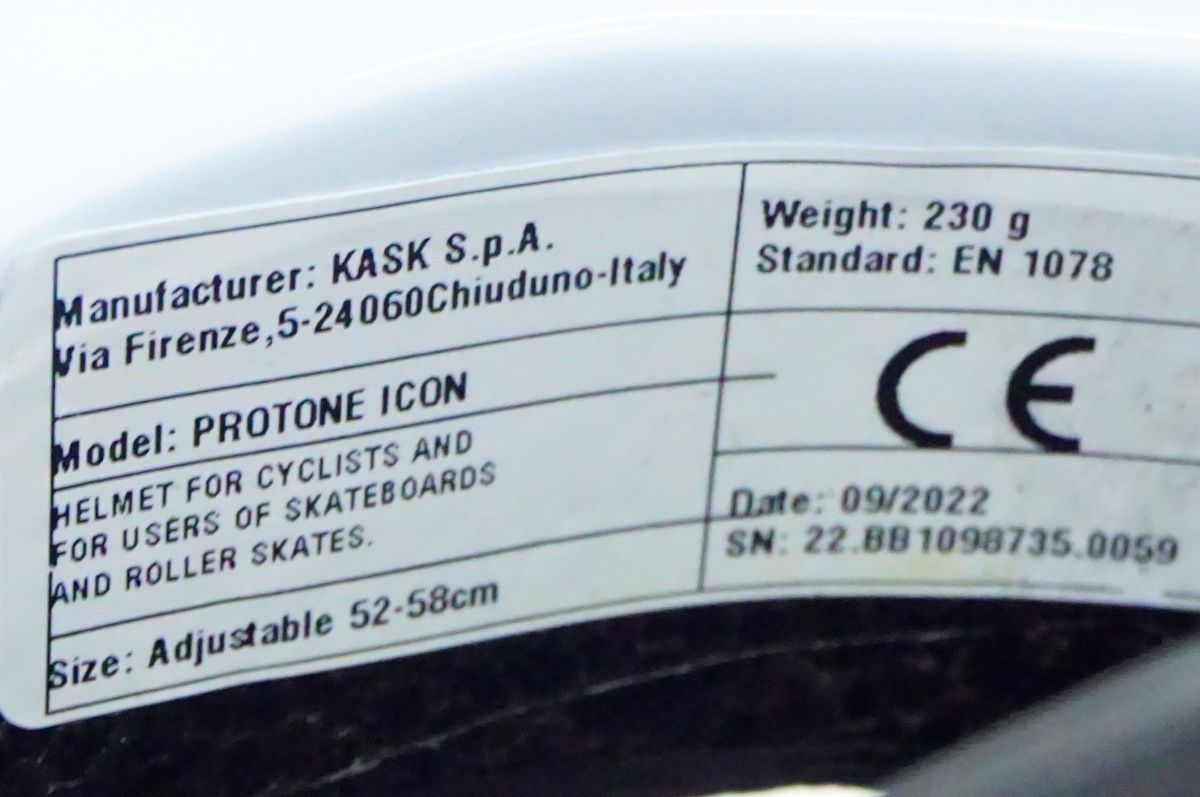 Manufacturer: KASK S.p.A.
Via Firenze,5-24060Chiuduno-Italy
Model: PROTONE ICON
HELMET FOR CYCLISTS AND
FOR USERS OF SKATEBOARDS
AND ROLLER SKATES.
Size: Adjustable 52-58cm
Weight: 230 g
Standard: EN 1078
CE
Date: 09/2022
SN: 22.BB1098735.0059